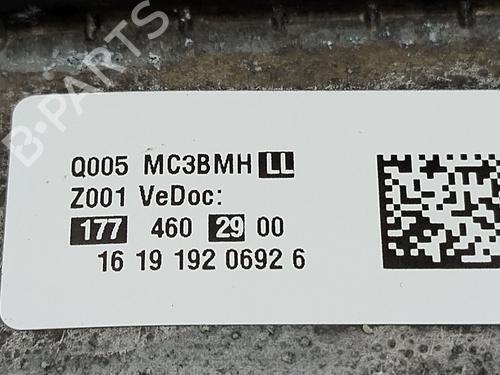 B-PARTS
Q005 MC3BMH LL
Z001 VeDoc:
177 460 29 00
16 19 192 0692 6